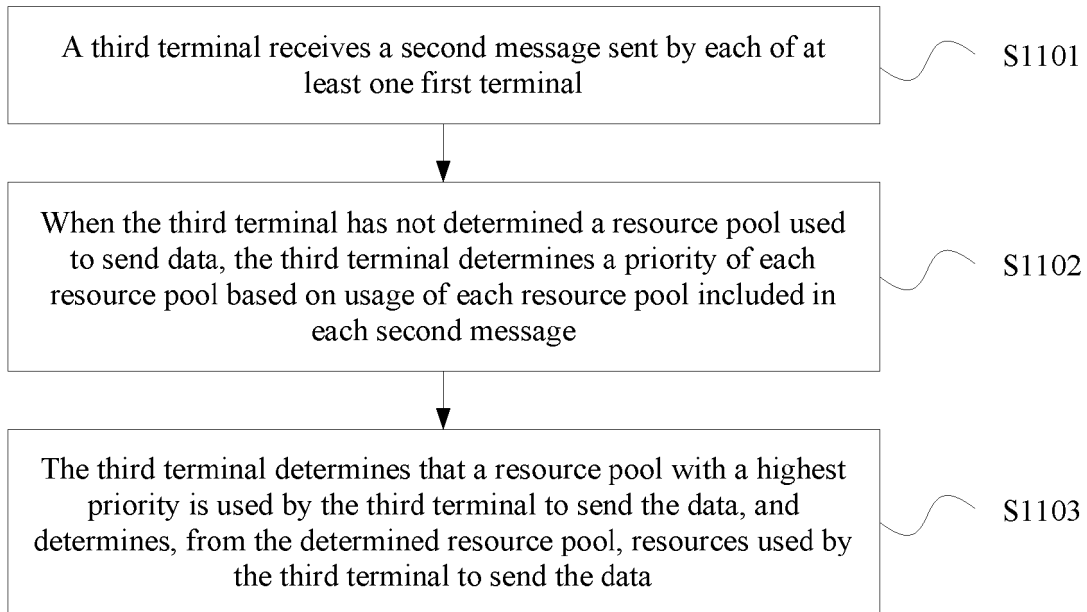 A third terminal receives a second message sent by each of at
least one first terminal
S1101
When the third terminal has not determined a resource pool used
to send data, the third terminal determines a priority of each
resource pool based on usage of each resource pool included in
each second message
S1102
The third terminal determines that a resource pool with a highest
priority is used by the third terminal to send the data, and
determines, from the determined resource pool, resources used by
the third terminal to send the data
S1103